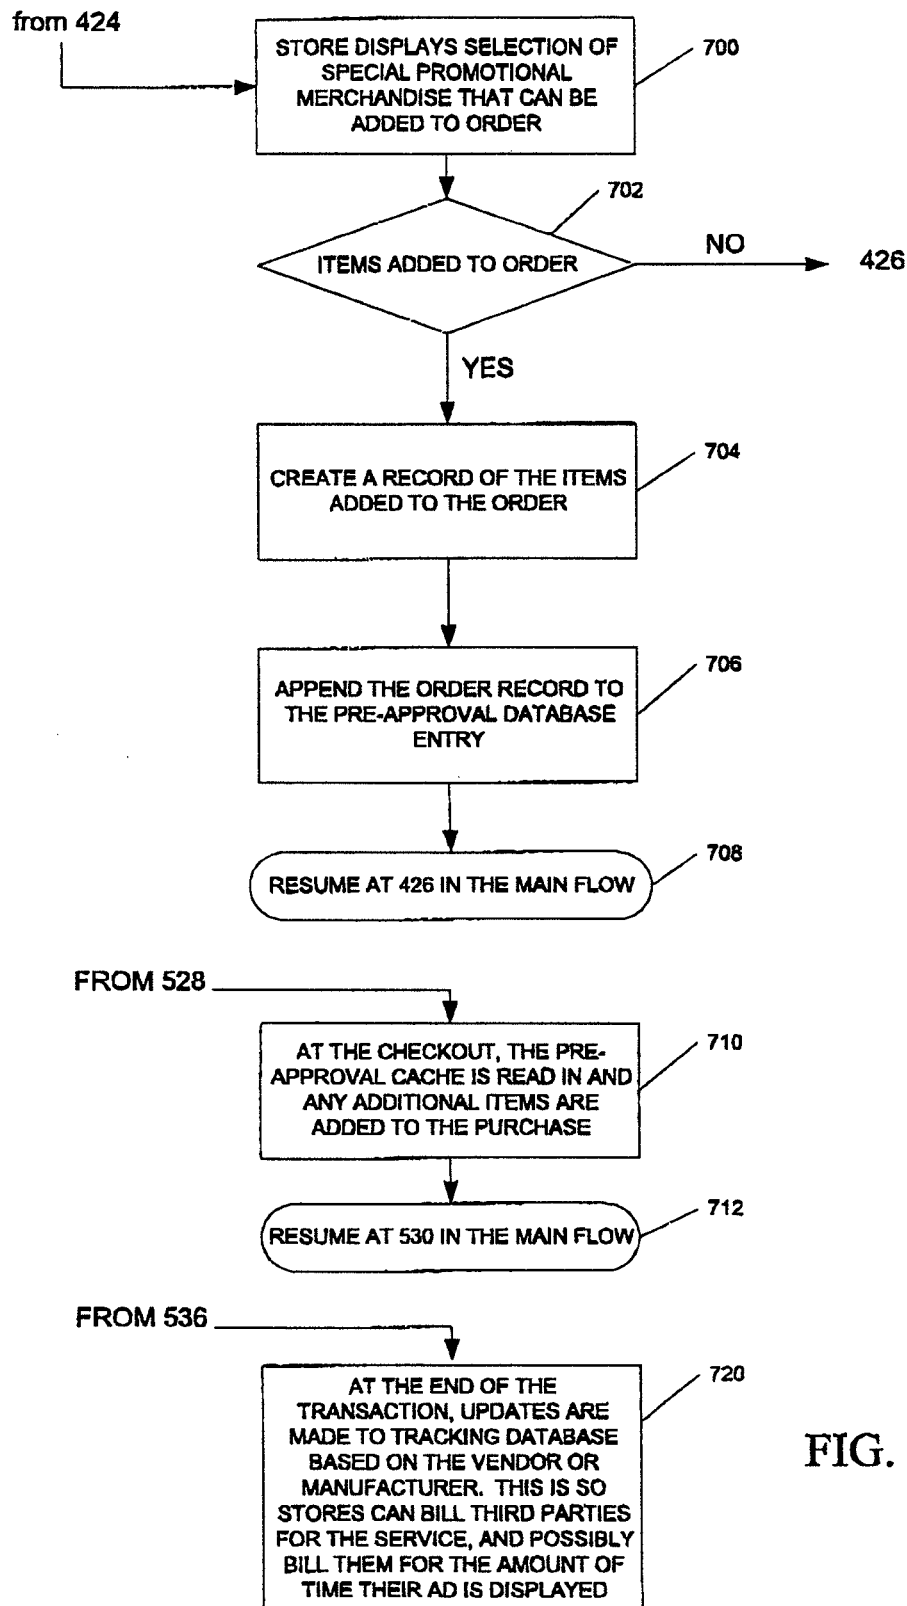 from 424
STORE DISPLAYS SELECTION OF
SPECIAL PROMOTIONAL
MERCHANDISE THAT CAN BE
ADDED TO ORDER
700
702
ITEMS ADDED TO ORDER
NO
426
YES
704
CREATE A RECORD OF THE ITEMS
ADDED TO THE ORDER
706
APPEND THE ORDER RECORD TO
THE PRE-APPROVAL DATABASE
ENTRY
708
RESUME AT 426 IN THE MAIN FLOW
FROM 528
710
AT THE CHECKOUT, THE PRE-
APPROVAL CACHE IS READ IN AND
ANY ADDITIONAL ITEMS ARE
ADDED TO THE PURCHASE
712
RESUME AT 530 IN THE MAIN FLOW
FROM 536
720
AT THE END OF THE
TRANSACTION, UPDATES ARE
MADE TO TRACKING DATABASE
BASED ON THE VENDOR OR
MANUFACTURER. THIS IS SO
STORES CAN BILL THIRD PARTIES
FOR THE SERVICE, AND POSSIBLY
BILL THEM FOR THE AMOUNT OF
TIME THEIR AD IS DISPLAYED
FIG.